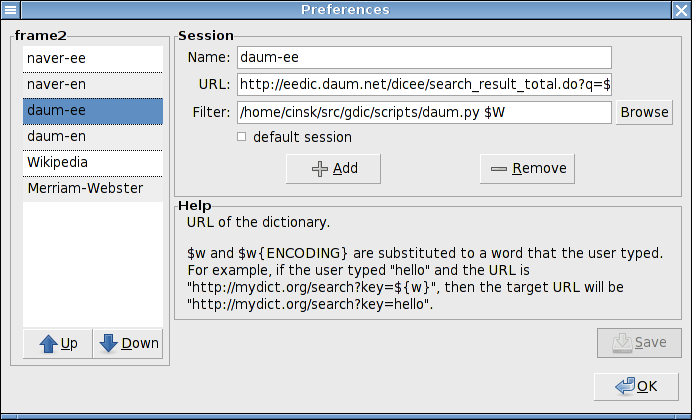 Preferences
frame2
naver-ee
naver-en
daum-ee
daum-en
Wikipedia
Merriam-Webster
Up
Down
Session
Name:
daum-ee
URL:
http://eedic.daum.net/dicee/search_result_total.do?q=$
Filter:
/home/cinsk/src/gdic/scripts/daum.py $W
Browse
default session
Add
Remove
Help
URL of the dictionary.
$w and $w{ENCODING} are substituted to a word that the user typed.
For example, if the user typed "hello" and the URL is
"http://mydict.org/search?key=${w}", then the target URL will be
"http://mydict.org/search?key=hello".
Save
OK